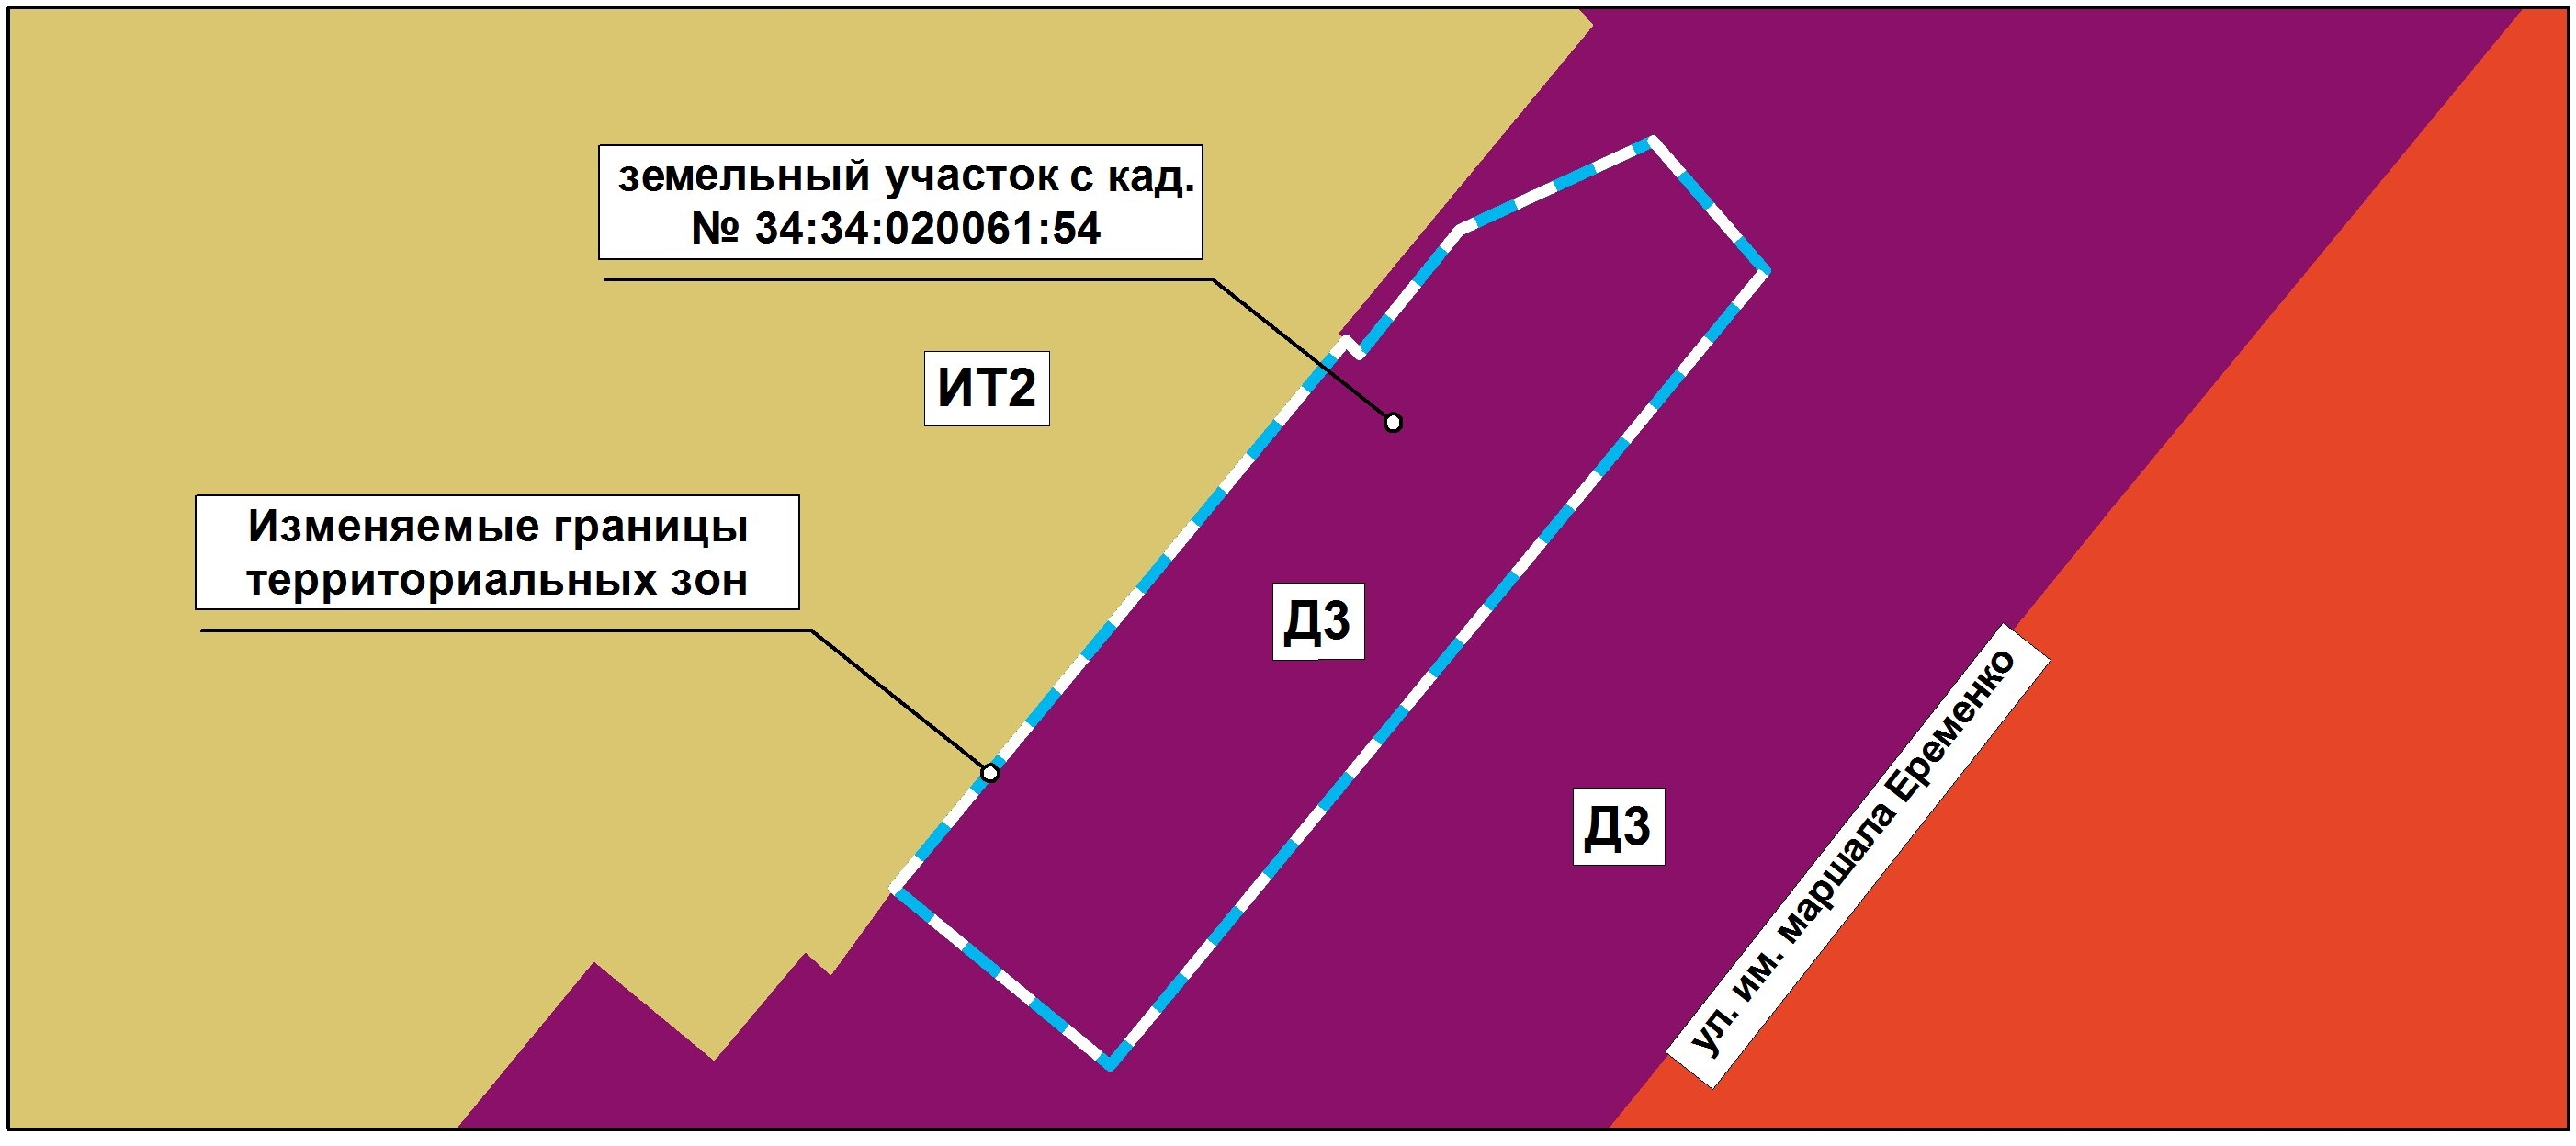 земельный участок с кад.
№ 34:34:020061:54
ИТ2
Изменяемые границы
территориальных зон
Д3
Д3
ул. им. маршала Еременко